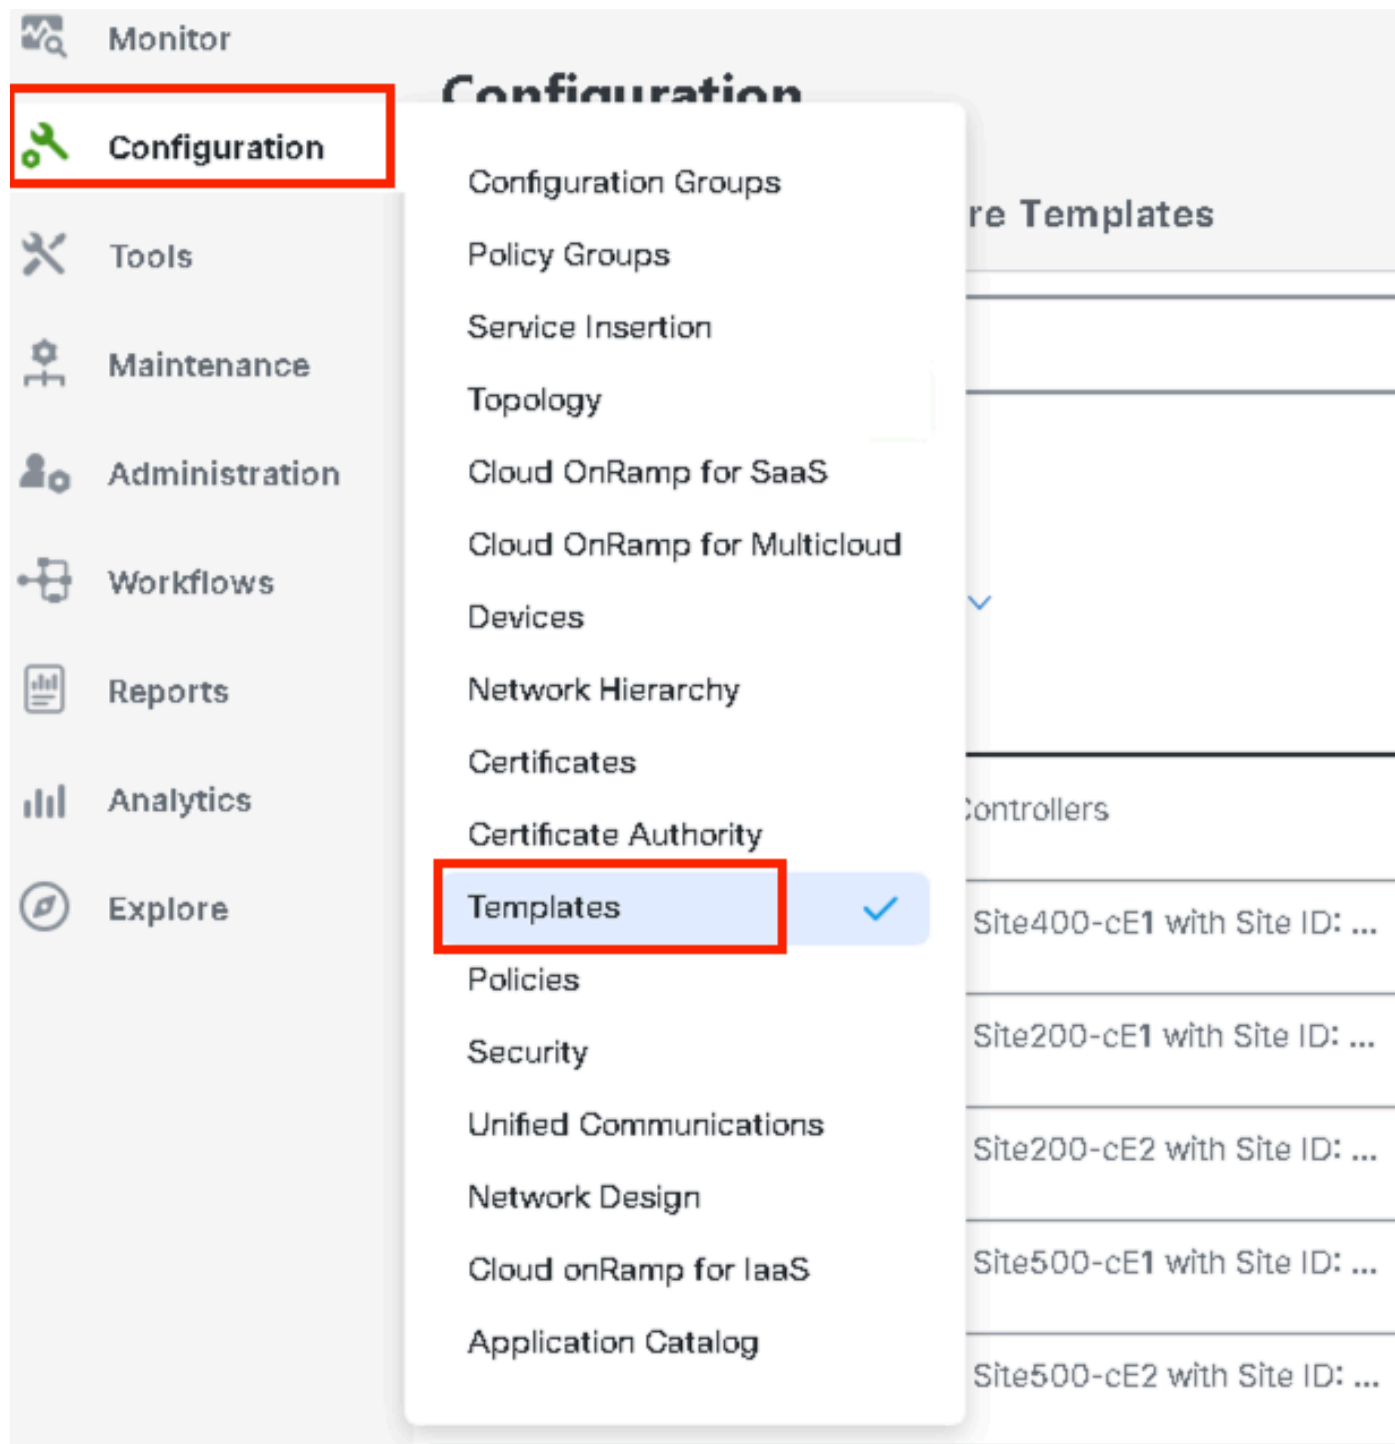 Monitor
Configuration
Tools
Maintenance
Administration
Workflows
Reports
Analytics
Explore
Configuration
Configuration Groups
Policy Groups
Service Insertion
Topology
Cloud OnRamp for SaaS
Cloud OnRamp for Multicloud
Devices
Network Hierarchy
Certificates
Certificate Authority
Templates
Policies
Security
Unified Communications
Network Design
Cloud onRamp for IaaS
Application Catalog
re Templates
Controllers
Site400-cE1 with Site ID: ...
Site200-cE1 with Site ID: ...
Site200-cE2 with Site ID: ...
Site500-cE1 with Site ID: ...
Site500-cE2 with Site ID: ...